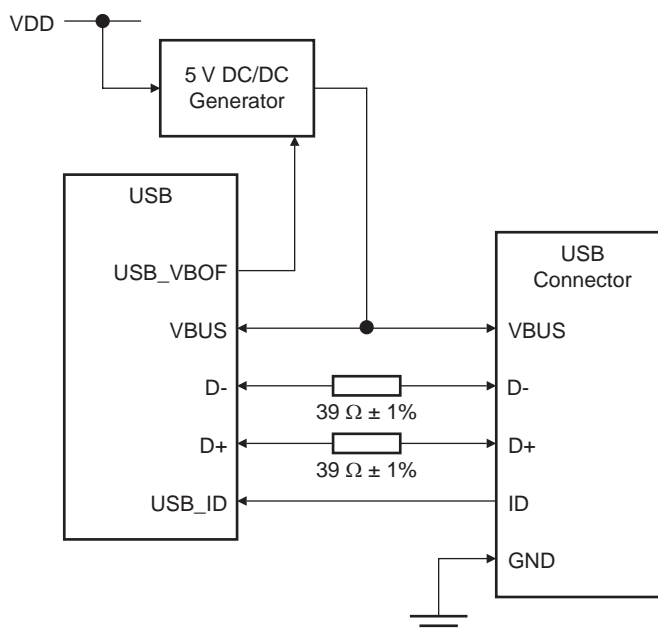 VDD
5 V DC/DC
Generator
USB
USB_VBOF
VBUS
D-
D+
USB_ID
39 Ω ± 1%
39 Ω ± 1%
USB
Connector
VBUS
D-
D+
ID
GND